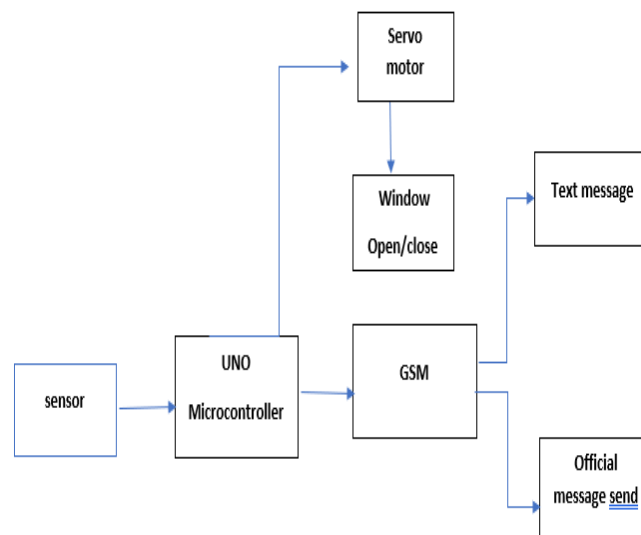 Servo
motor
Window
Open/close
Text message
UNO
Microcontroller
GSM
sensor
Official
message send